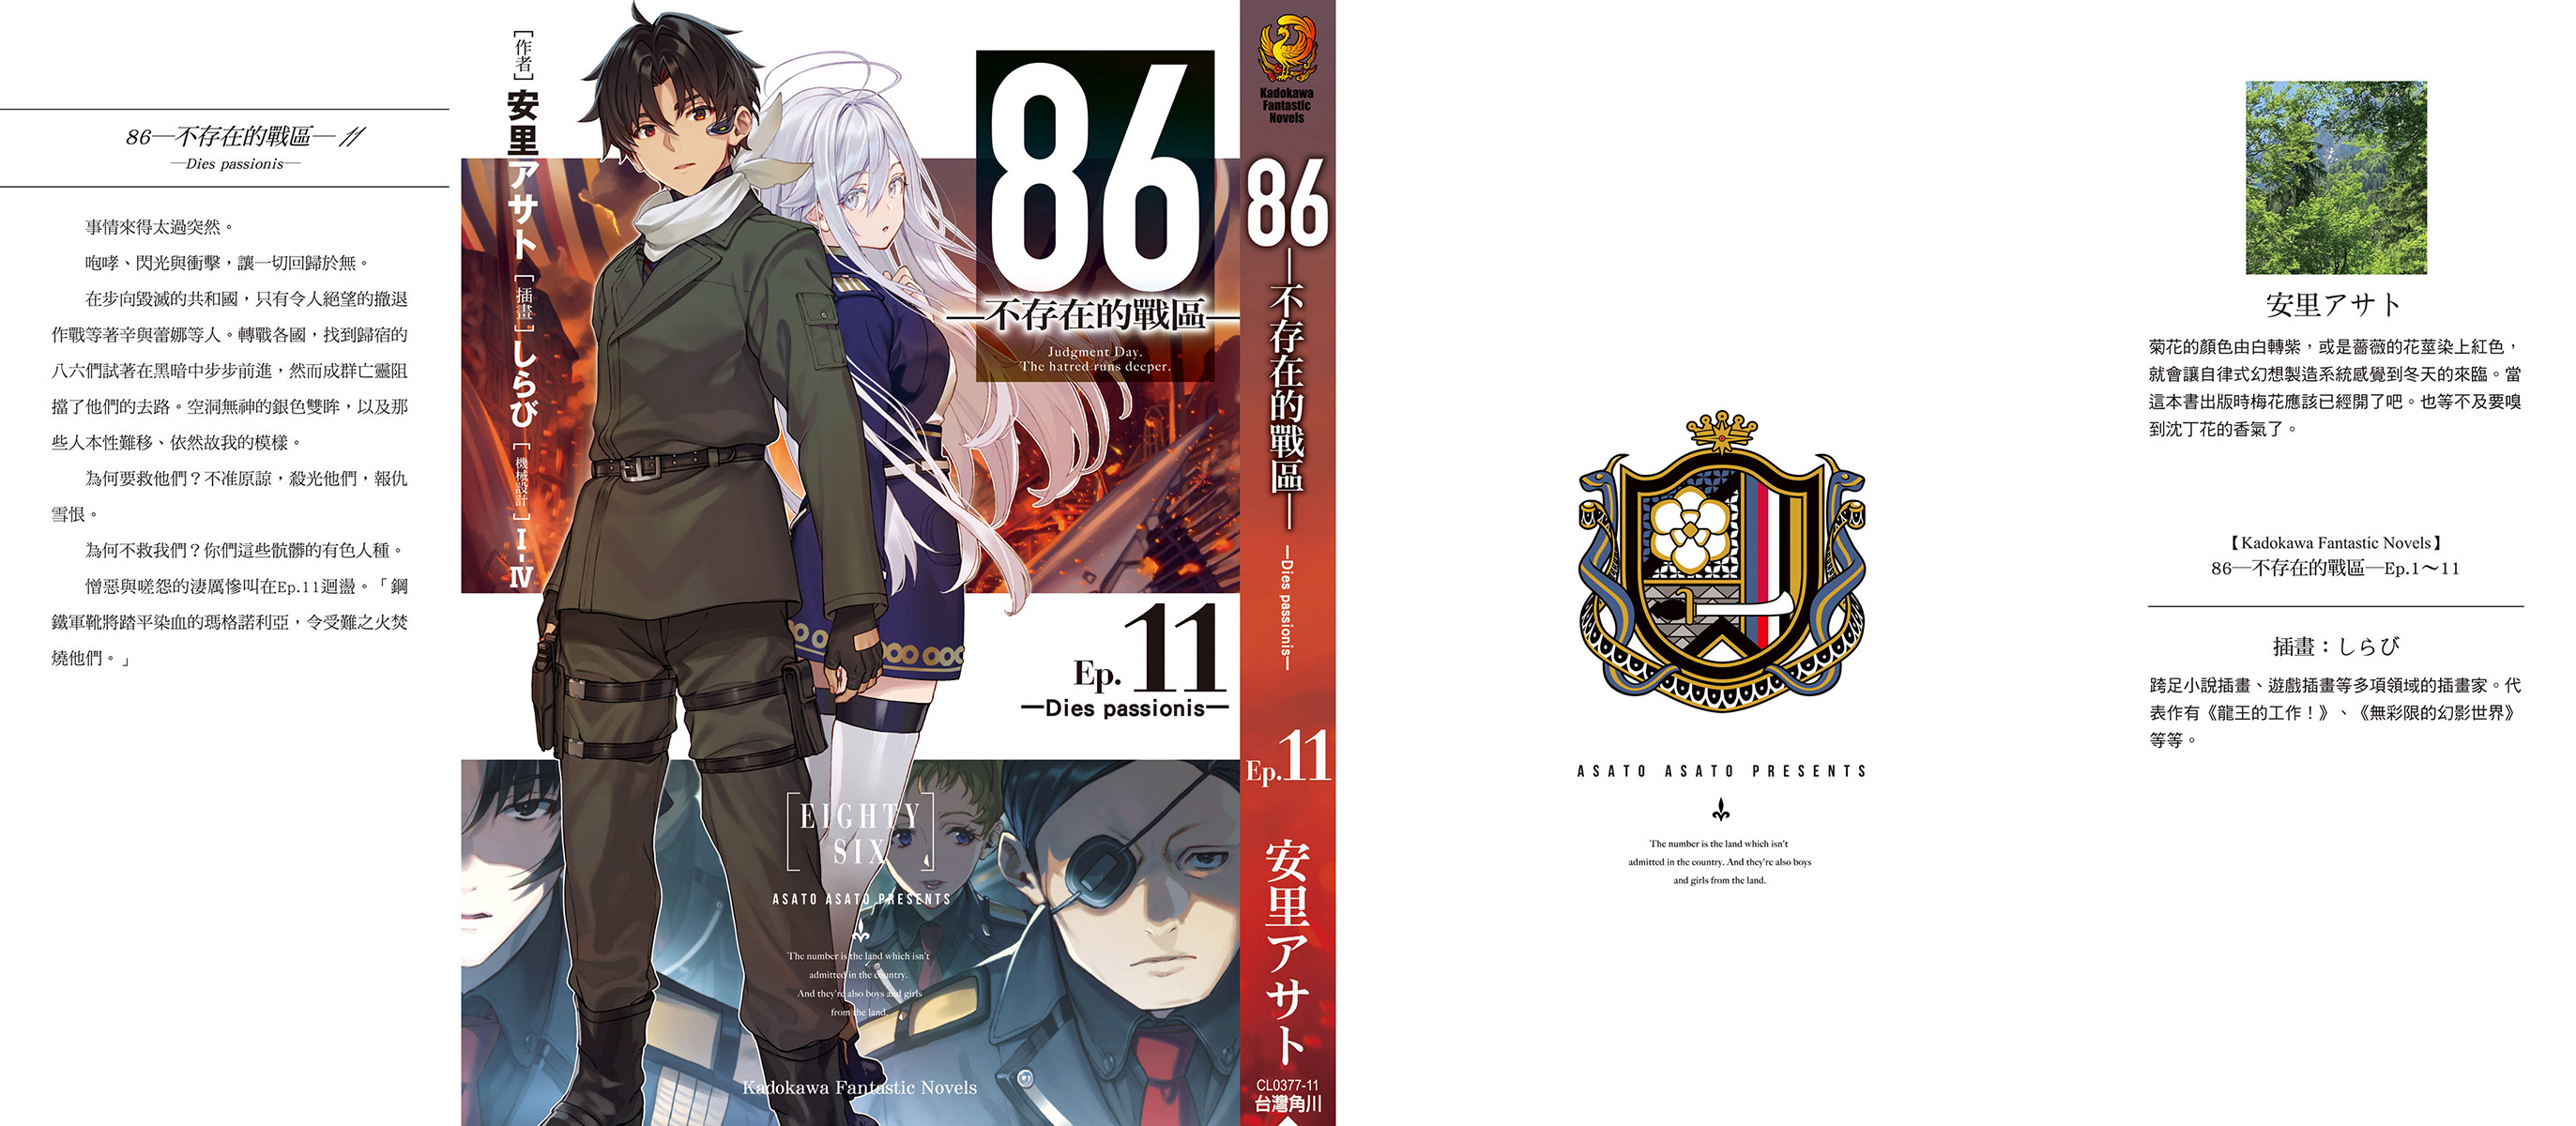 86—不存在的戰區— 11
—Dies passionis—
事情來得太過突然。
咆哮、閃光與衝擊，讓一切回歸於無。
在步向毀滅的共和國，只有令人絕望的撤退
作戰等著辛與蕾娜等人。轉戰各國，找到歸宿的
八六們試著在黑暗中步步前進，然而成群亡靈阻
擋了他們的去路。空洞無神的銀色雙眸，以及那
些人本性難移、依然故我的模樣。
為何要救他們？不准原諒，殺光他們，報仇
雪恨。
為何不救我們？你們這些骯髒的有色人種。
憎惡與嗟怨的淒厲慘叫在Ep.11迴盪。「鋼
鐵軍靴將踏平染血的瑪格諾利亞，令受難之火焚
燒他們。」
［作者］安里アサト［插畫］しらび［機械設計］I-IV
86
—不存在的戰區—
Judgment Day.
The hatred runs deeper.
Ep. 11
—Dies passionis—
EIGHTY
SIX
ASATO ASATO PRESENTS
The number is the land which isn't
admitted in the country.
And they're also boys and girls
from the land.
Kadokawa Fantastic Novels
Kadokawa
Fantastic
Novels
86
—不存在的戰區—
—Dies passionis—
Ep.11
安里アサト
CL0377-11
台灣角川
ASATO ASATO PRESENTS
The number is the land which isn't
admitted in the country. And they're also boys
and girls from the land.
安里アサト
菊花的顏色由白轉紫，或是薔薇的花莖染上紅色，
就會讓自律式幻想製造系統感覺到冬天的來臨。當
這本書出版時梅花應該已經開了吧。也等不及要嗅
到沈丁花的香氣了。
【Kadokawa Fantastic Novels】
86—不存在的戰區—Ep.1～11
插畫：しらび
跨足小說插畫、遊戲插畫等多項領域的插畫家。代
表作有《龍王的工作！》、《無彩限的幻影世界》
等等。